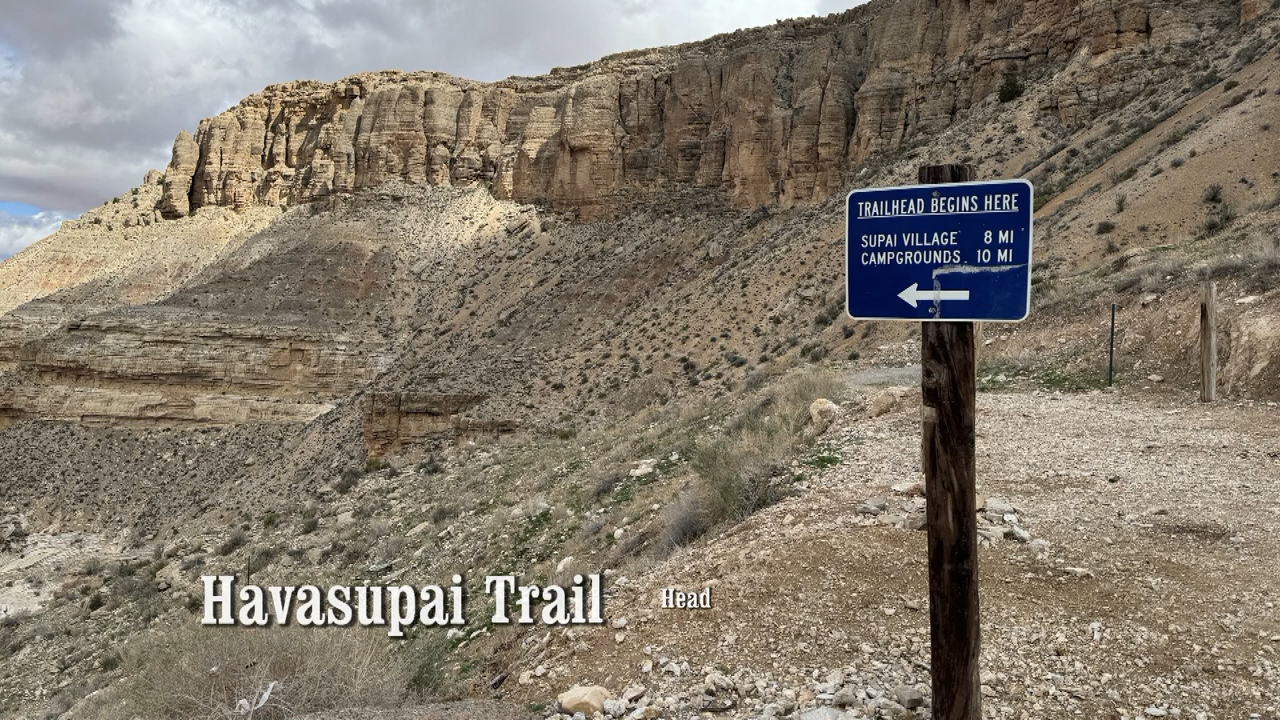 TRAILHEAD BEGINS HERE
SUPAI VILLAGE 8 MI
CAMPGROUNDS 10 MI
Havasupai Trail Head